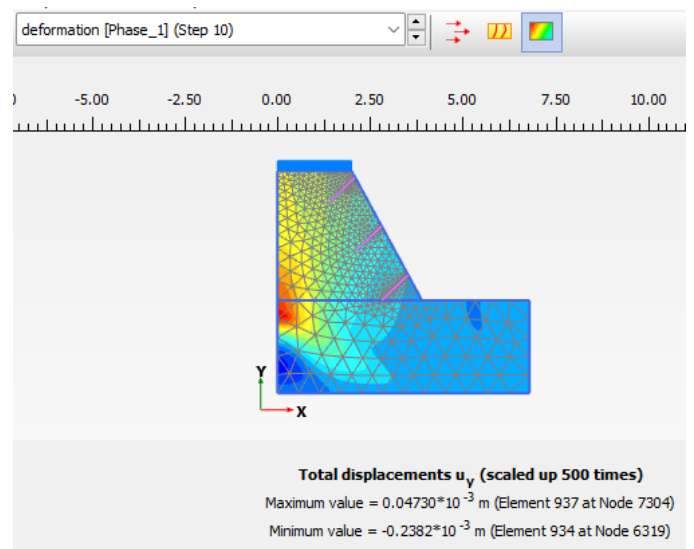 deformation [Phase_1] (Step 10)
-5.00 -2.50 0.00 2.50 5.00 7.50 10.00
Y
X
Total displacements uy (scaled up 500 times)
Maximum value = 0.04730*10 -3 m (Element 937 at Node 7304)
Minimum value = -0.2382*10 -3 m (Element 934 at Node 6319)